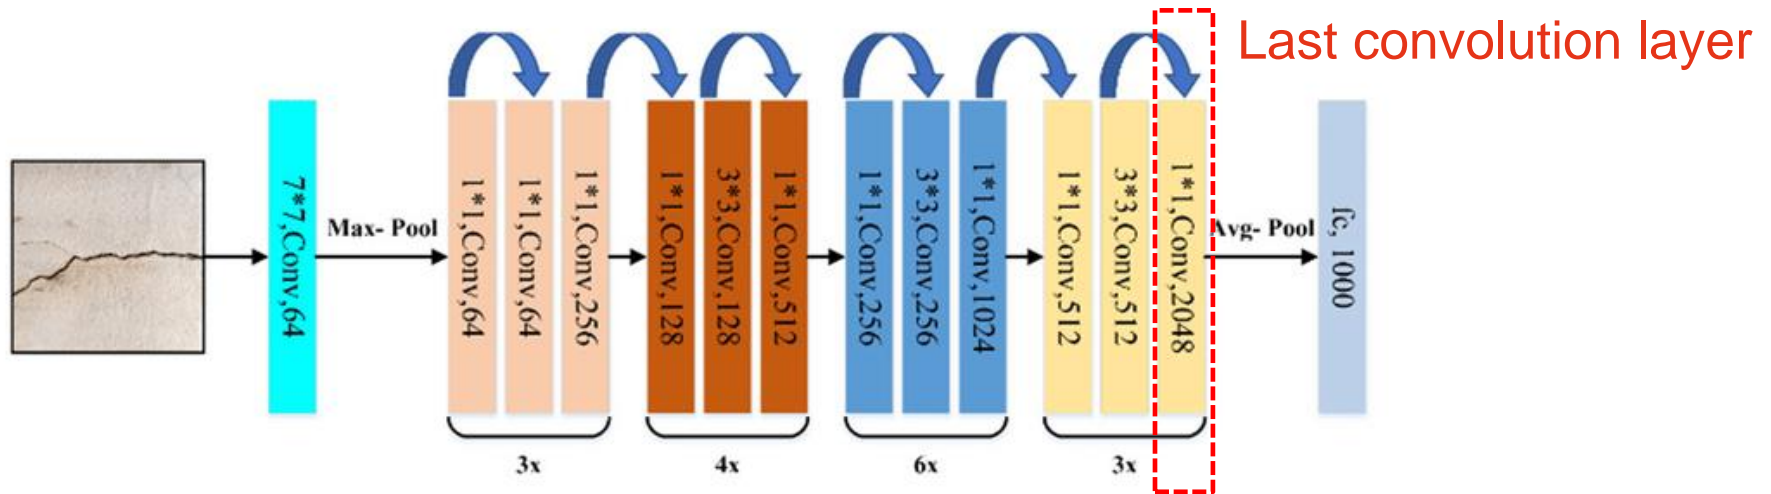 Last convolution layer
7*7,Conv,64
Max- Pool
1*1,Conv,64
1*1,Conv,64
1*1,Conv,256
1*1,Conv,128
3*3,Conv,128
1*1,Conv,512
1*1,Conv,256
3*3,Conv,256
1*1,Conv,1024
1*1,Conv,512
3*3,Conv,512
1*1,Conv,2048
Avg- Pool
fc, 1000
3x
4x
6x
3x